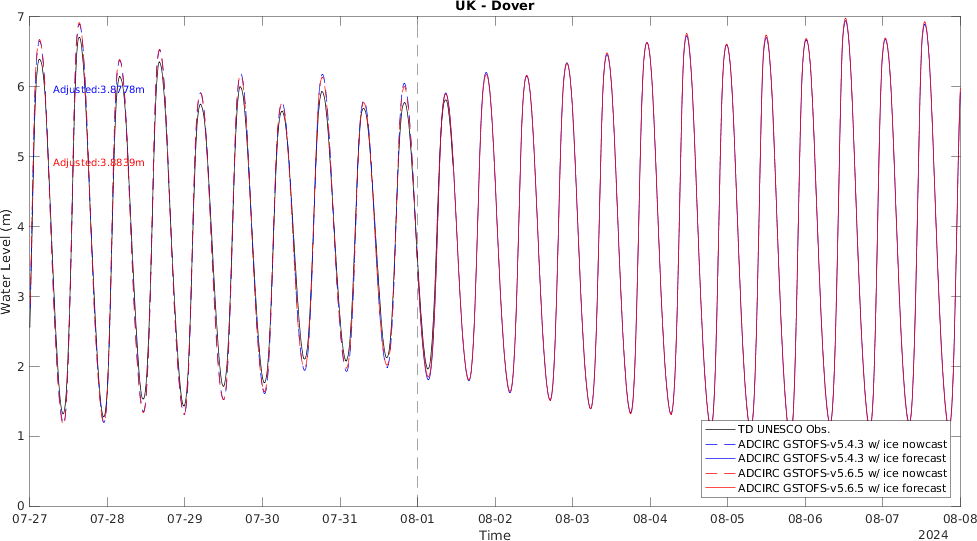 UK - Dover
7
6
5
4
3
2
1
0
Water Level (m)
Adjusted:3.8778m
Adjusted:3.8839m
TD UNESCO Obs.
ADCIRC GSTOFS-v5.4.3 w/ ice nowcast
ADCIRC GSTOFS-v5.4.3 w/ ice forecast
ADCIRC GSTOFS-v5.6.5 w/ ice nowcast
ADCIRC GSTOFS-v5.6.5 w/ ice forecast
07-27 07-28 07-29 07-30 07-31 08-01 08-02 08-03 08-04 08-05 08-06 08-07 08-08
Time
2024